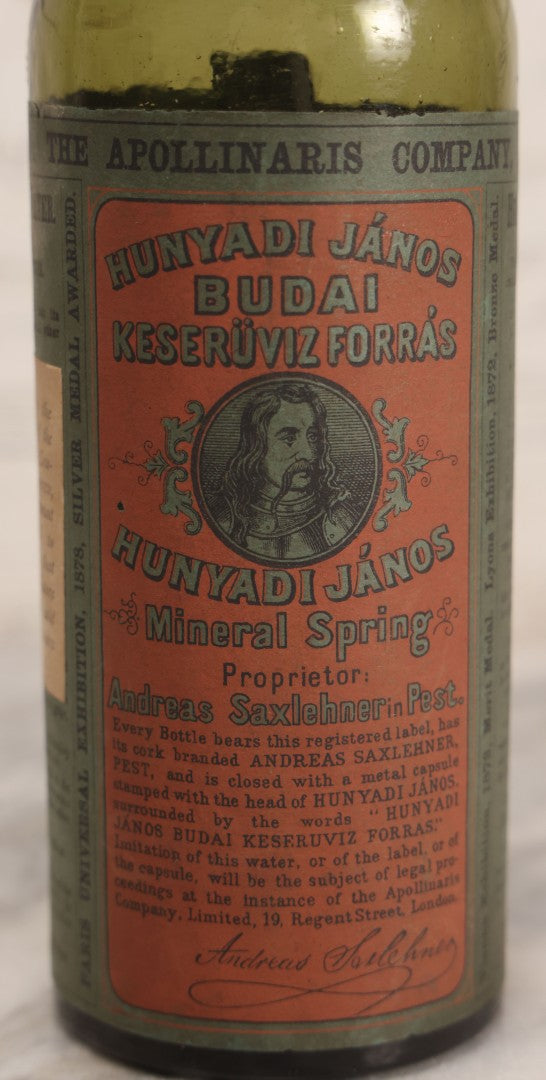 THE APOLLINARIS COMPANY,
HUNYADI JÁNOS
BUDAI
KESERÜVIZ FORRÁS
HUNYADI JÁNOS
Mineral Spring
Proprietor:
Andreas Saxlehner in Pest.
Every Bottle bears this registered label, has
its cork branded ANDREAS SAXLEHNER,
PEST, and is closed with a metal capsule
stamped with the head of HUNYADI JÁNOS,
surrounded by the words "HUNYADI
JÁNOS BUDAI KESERUVIZ FORRAS."
Imitation of this water, or of the label, or of
the capsule, will be the subject of legal pro-
ceedings at the instance of the Apollinaris
Company, Limited, 19, Regent Street, London.
Andreas Saxlehner
PARIS UNIVERSAL EXHIBITION, 1878, SILVER MEDAL AWARDED.
1873, Merit Medal. Lyons Exhibition, 1872, Bronze Medal.